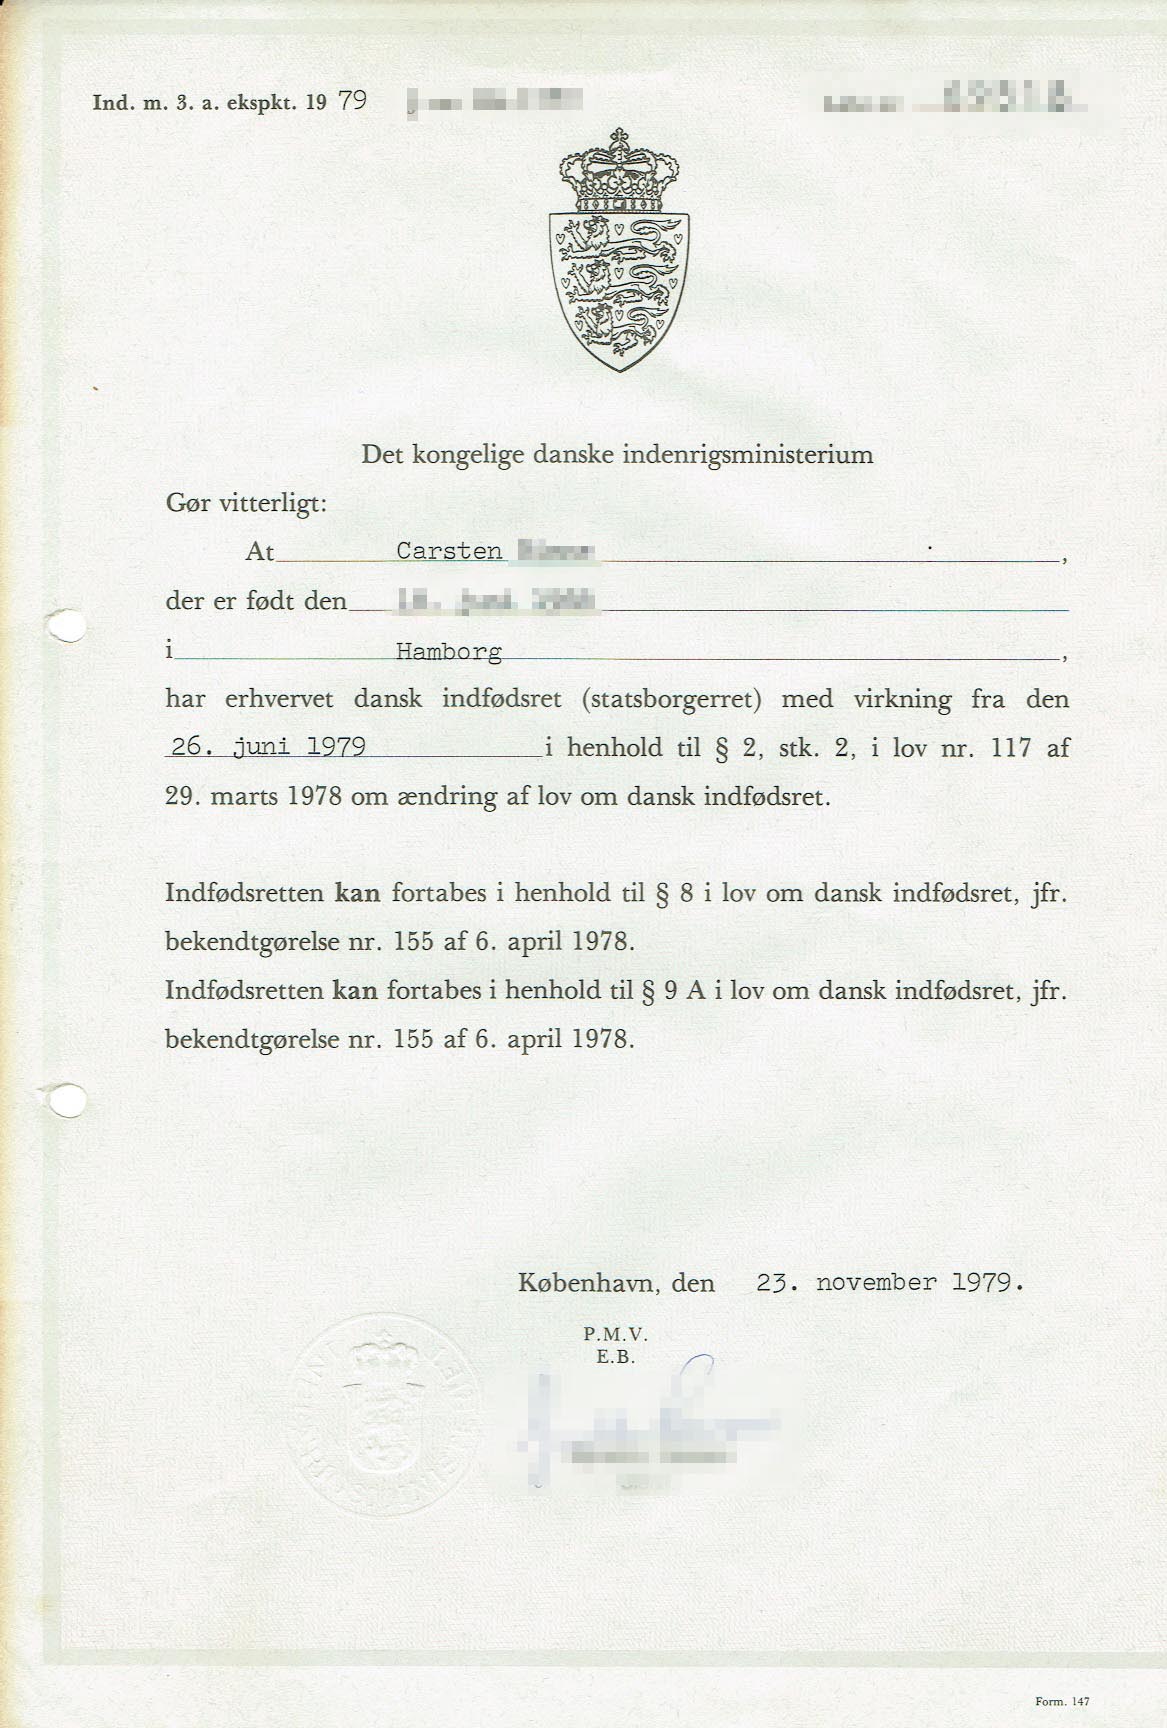 Ind. m. 3. a. ekspkt. 19 79
Det kongelige danske indenrigsministerium
Gør vitterligt:
At Carsten ,
der er født den
i Hamborg ,
har erhvervet dansk indfødsret (statsborgerret) med virkning fra den
26. juni 1979 i henhold til § 2, stk. 2, i lov nr. 117 af
29. marts 1978 om ændring af lov om dansk indfødsret.
Indfødsretten kan fortabes i henhold til § 8 i lov om dansk indfødsret, jfr.
bekendtgørelse nr. 155 af 6. april 1978.
Indfødsretten kan fortabes i henhold til § 9 A i lov om dansk indfødsret, jfr.
bekendtgørelse nr. 155 af 6. april 1978.
København, den 23. november 1979.
P.M.V.
E.B.
Form. 147